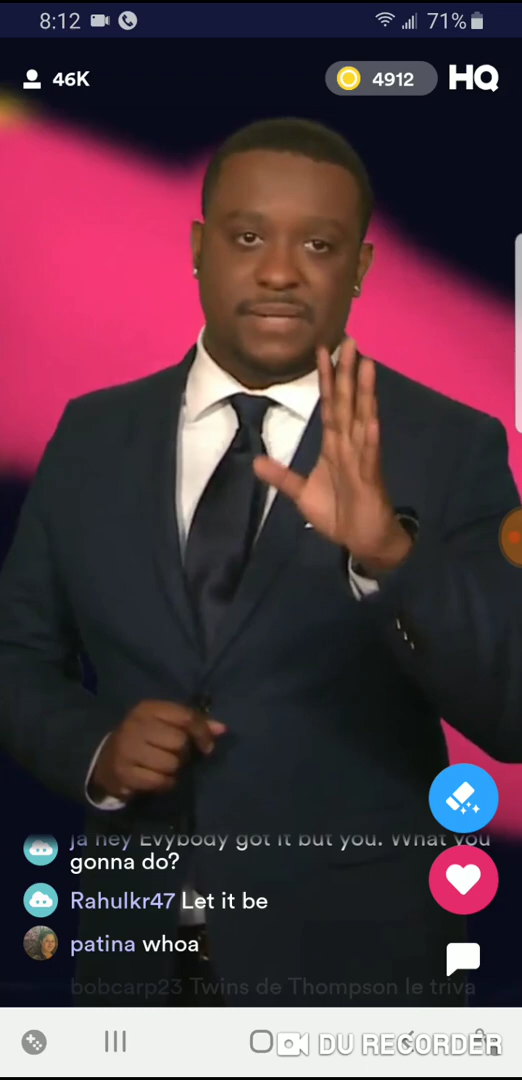 8:12 71%
46K 4912 HQ
ja hey Evybody got it but you. What you
gonna do?
Rahulkr47 Let it be
patina whoa
bobcarp23 Twins de Thompson le triva
DU RECORDER